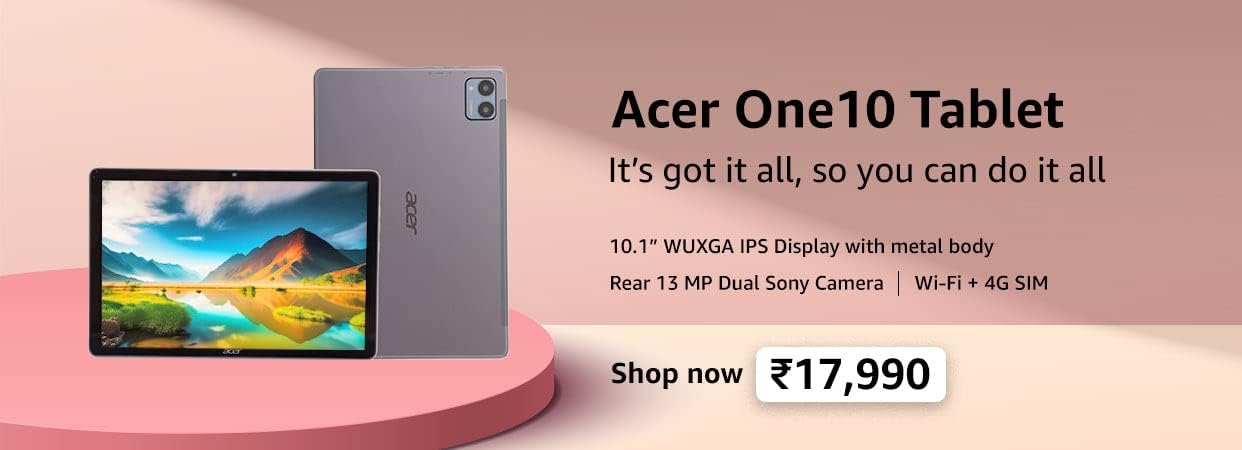 Acer One10 Tablet
It's got it all, so you can do it all
10.1" WUXGA IPS Display with metal body
Rear 13 MP Dual Sony Camera | Wi-Fi + 4G SIM
Shop now ₹17,990
acer
acer